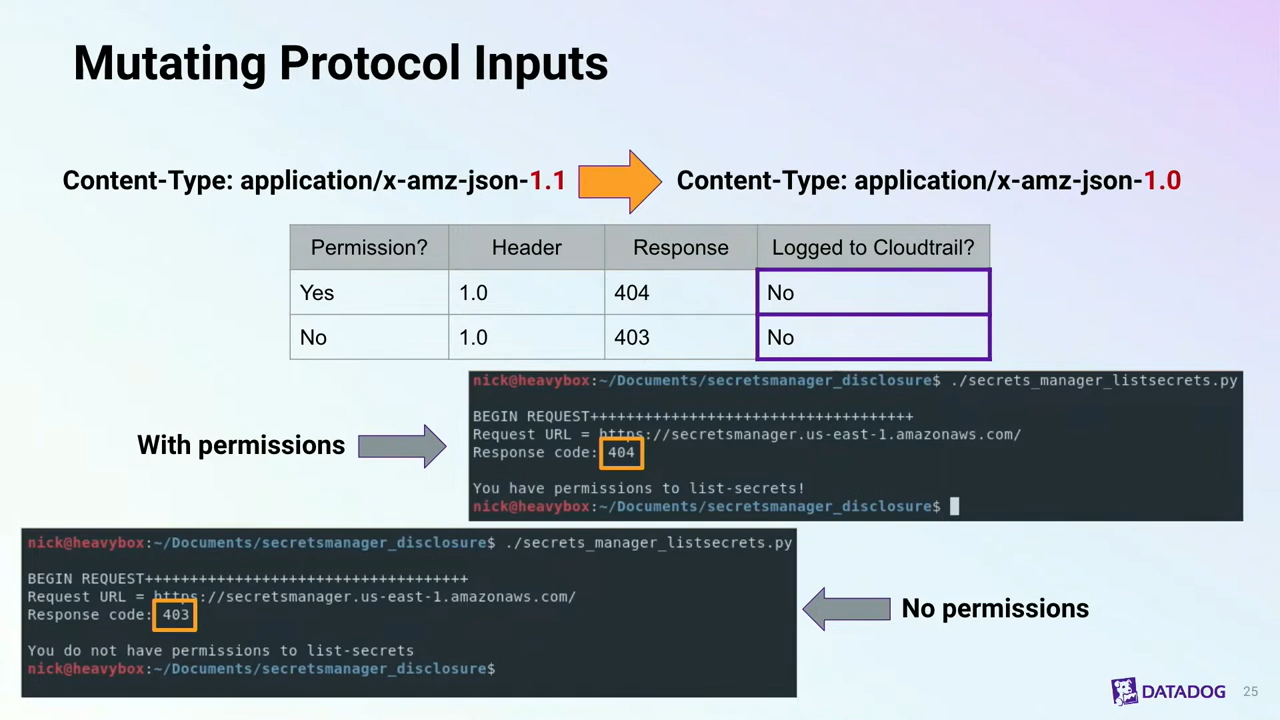 Mutating Protocol Inputs
Content-Type: application/x-amz-json-1.1
Content-Type: application/x-amz-json-1.0
Permission? Header Response Logged to Cloudtrail?
Yes 1.0 404 No
No 1.0 403 No
With permissions
nick@heavybox:~/Documents/secretsmanager_disclosure$ ./secrets_manager_listsecrets.py
BEGIN REQUEST++++++++++++++++++++++++++++++++++++
Request URL = https://secretsmanager.us-east-1.amazonaws.com/
Response code: 404
You have permissions to list-secrets!
nick@heavybox:~/Documents/secretsmanager_disclosure$
nick@heavybox:~/Documents/secretsmanager_disclosure$ ./secrets_manager_listsecrets.py
BEGIN REQUEST++++++++++++++++++++++++++++++++++++
Request URL = https://secretsmanager.us-east-1.amazonaws.com/
Response code: 403
You do not have permissions to list-secrets
nick@heavybox:~/Documents/secretsmanager_disclosure$
No permissions
DATADOG 25